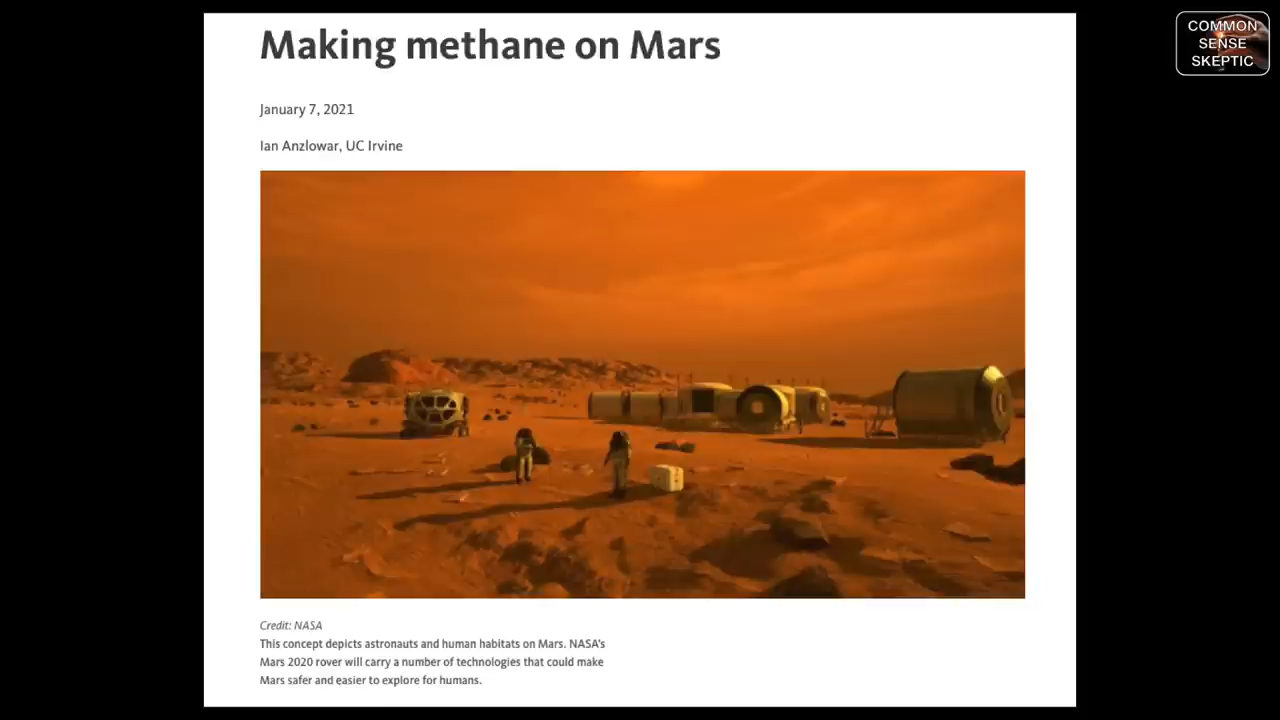 Making methane on Mars
COMMON
SENSE
SKEPTIC
January 7, 2021
Ian Anzlowar, UC Irvine
Credit: NASA
This concept depicts astronauts and human habitats on Mars. NASA's
Mars 2020 rover will carry a number of technologies that could make
Mars safer and easier to explore for humans.